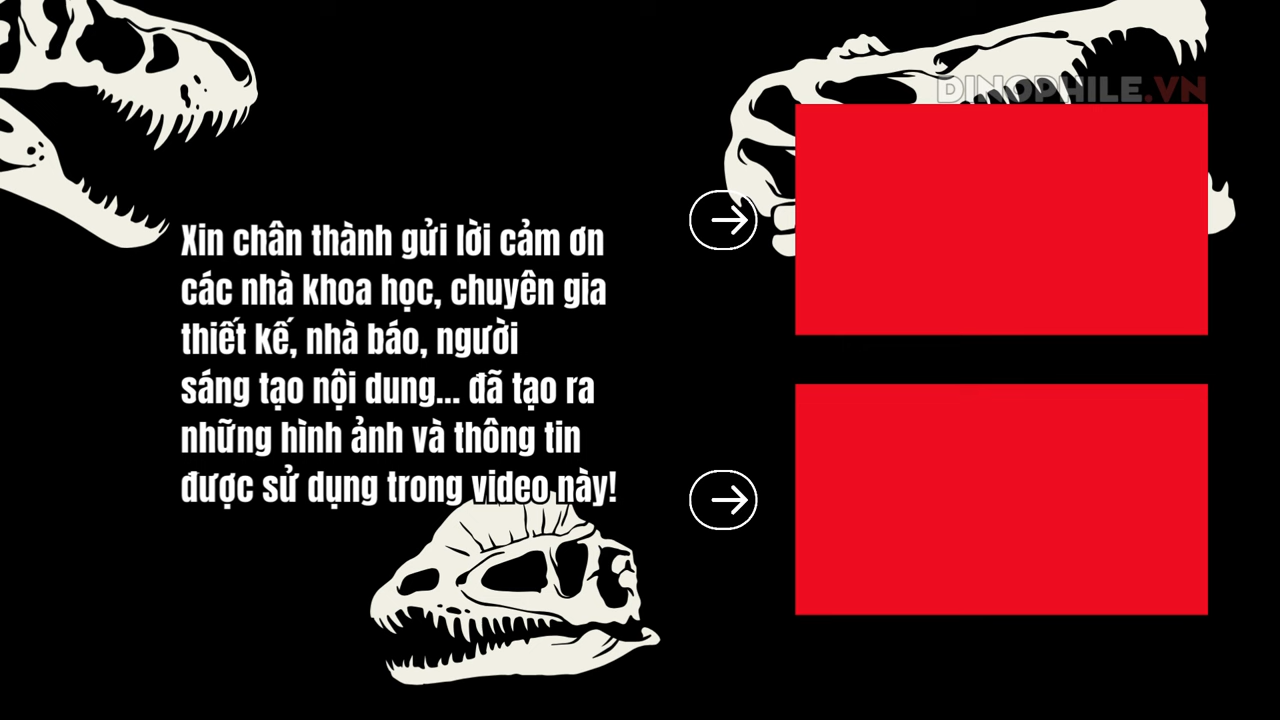 DINOPHILE.VN
Xin chân thành gửi lời cảm ơn
các nhà khoa học, chuyên gia
thiết kế, nhà báo, người
sáng tạo nội dung... đã tạo ra
những hình ảnh và thông tin
được sử dụng trong video này!